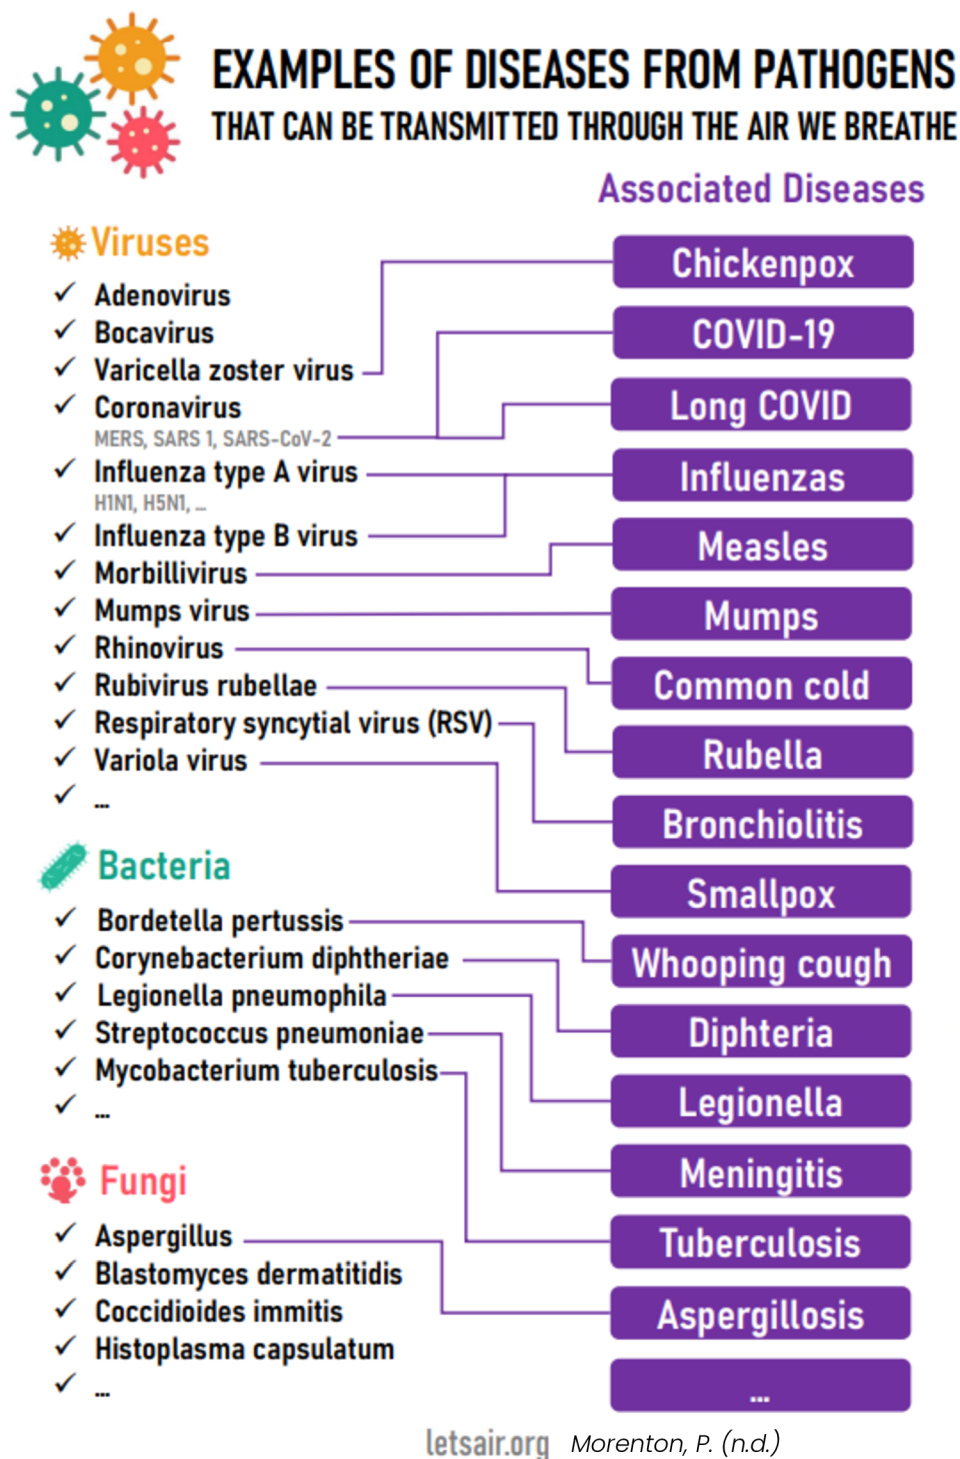 EXAMPLES OF DISEASES FROM PATHOGENS
THAT CAN BE TRANSMITTED THROUGH THE AIR WE BREATHE
Associated Diseases
Viruses
✓ Adenovirus
✓ Bocavirus
✓ Varicella zoster virus
✓ Coronavirus
MERS, SARS 1, SARS-CoV-2
✓ Influenza type A virus
H1N1, H5N1, ...
✓ Influenza type B virus
✓ Morbillivirus
✓ Mumps virus
✓ Rhinovirus
✓ Rubivirus rubellae
✓ Respiratory syncytial virus (RSV)
✓ Variola virus
✓ ...
Bacteria
✓ Bordetella pertussis
✓ Corynebacterium diphtheriae
✓ Legionella pneumophila
✓ Streptococcus pneumoniae
✓ Mycobacterium tuberculosis
✓ ...
Fungi
✓ Aspergillus
✓ Blastomyces dermatitidis
✓ Coccidioides immitis
✓ Histoplasma capsulatum
✓ ...
Chickenpox
COVID-19
Long COVID
Influenzas
Measles
Mumps
Common cold
Rubella
Bronchiolitis
Smallpox
Whooping cough
Diphteria
Legionella
Meningitis
Tuberculosis
Aspergillosis
...
letsair.org Morenton, P. (n.d.)